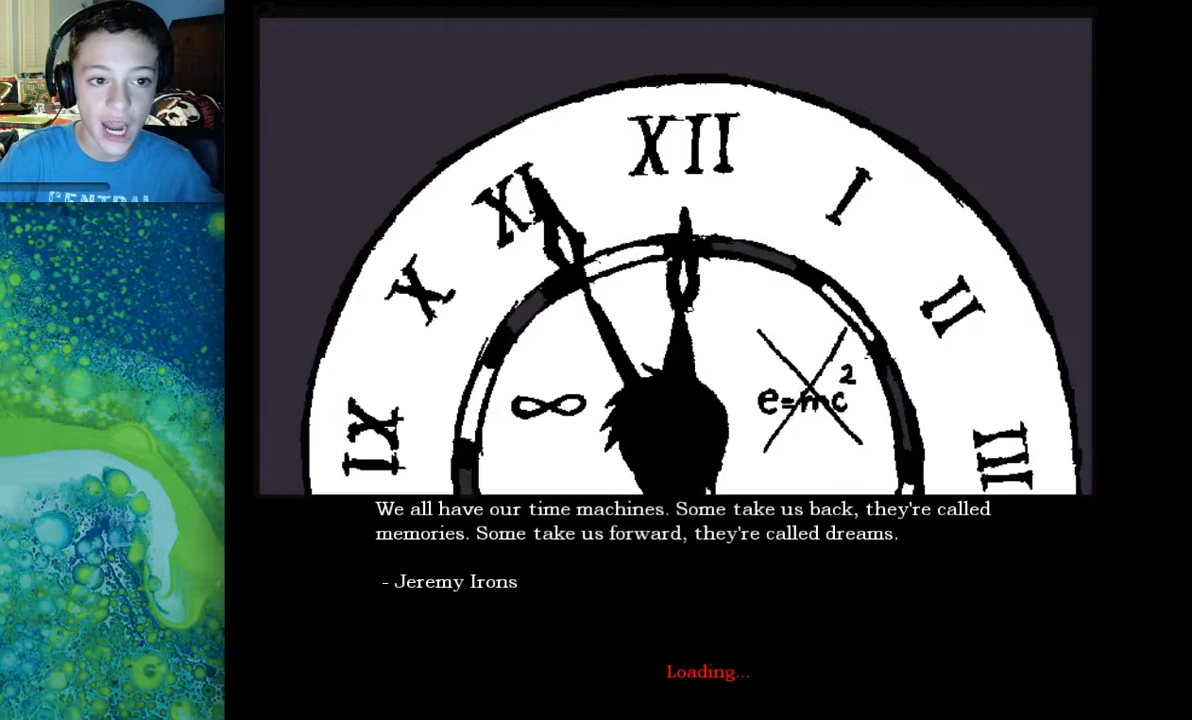 CENTRAL
XII
XI
I
X
II
IX
III
∞
e=mc²
We all have our time machines. Some take us back, they're called
memories. Some take us forward, they're called dreams.
- Jeremy Irons
Loading...